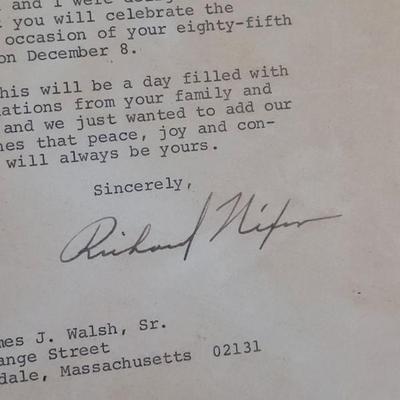 and I were
you will celebrate the
occasion of your eighty-fifth
on December 8.
this will be a day filled with
ations from your family and
and we just wanted to add our
nes that peace, joy and con-
will always be yours.
Sincerely,
Richard Nixon
mes J. Walsh, Sr.
ange Street
dale, Massachusetts 02131